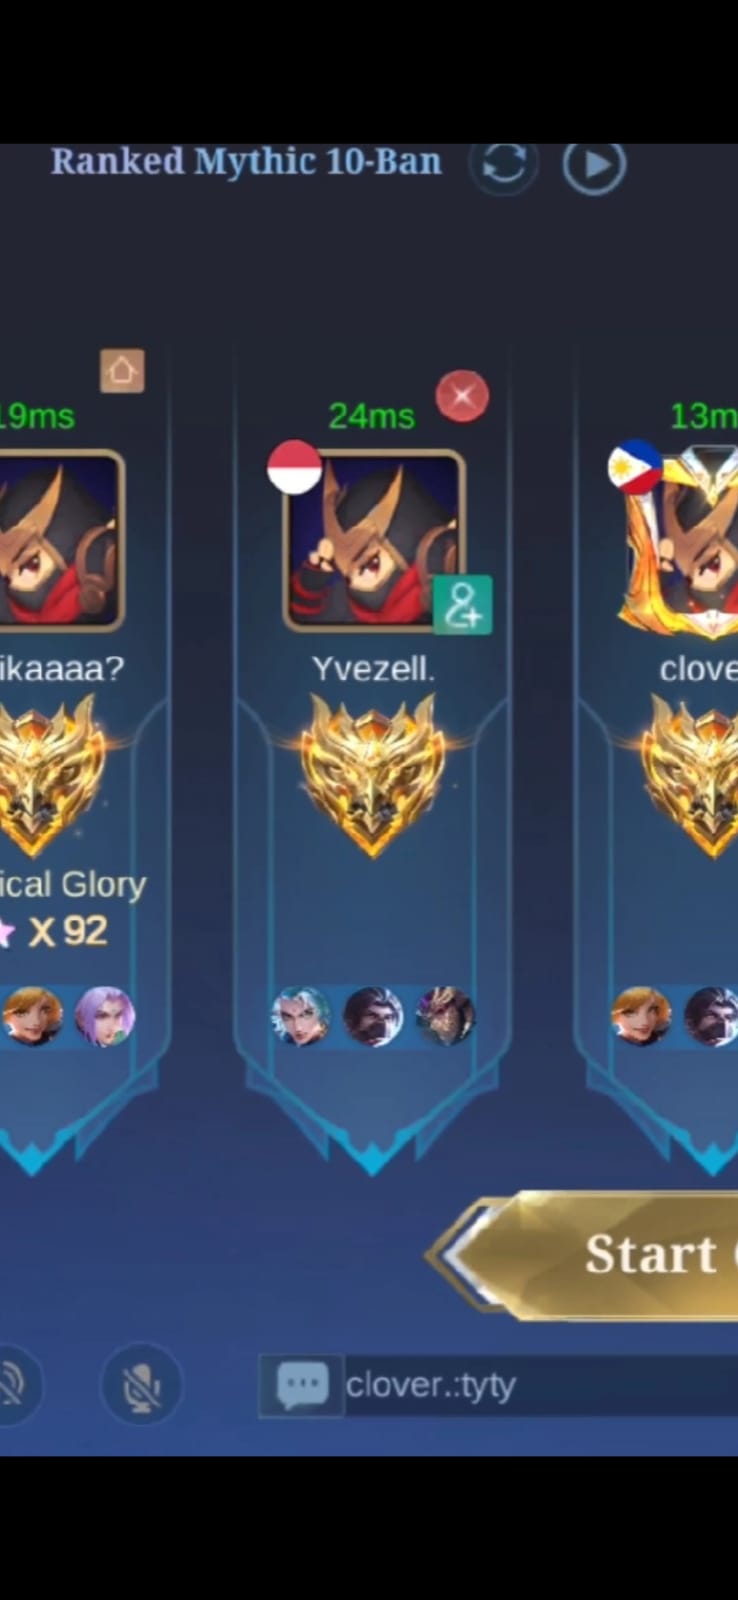 Ranked Mythic 10-Ban
19ms
24ms
13m
ikaaaa?
Yvezell.
clove
ical Glory
X 92
Start
clover.:tyty